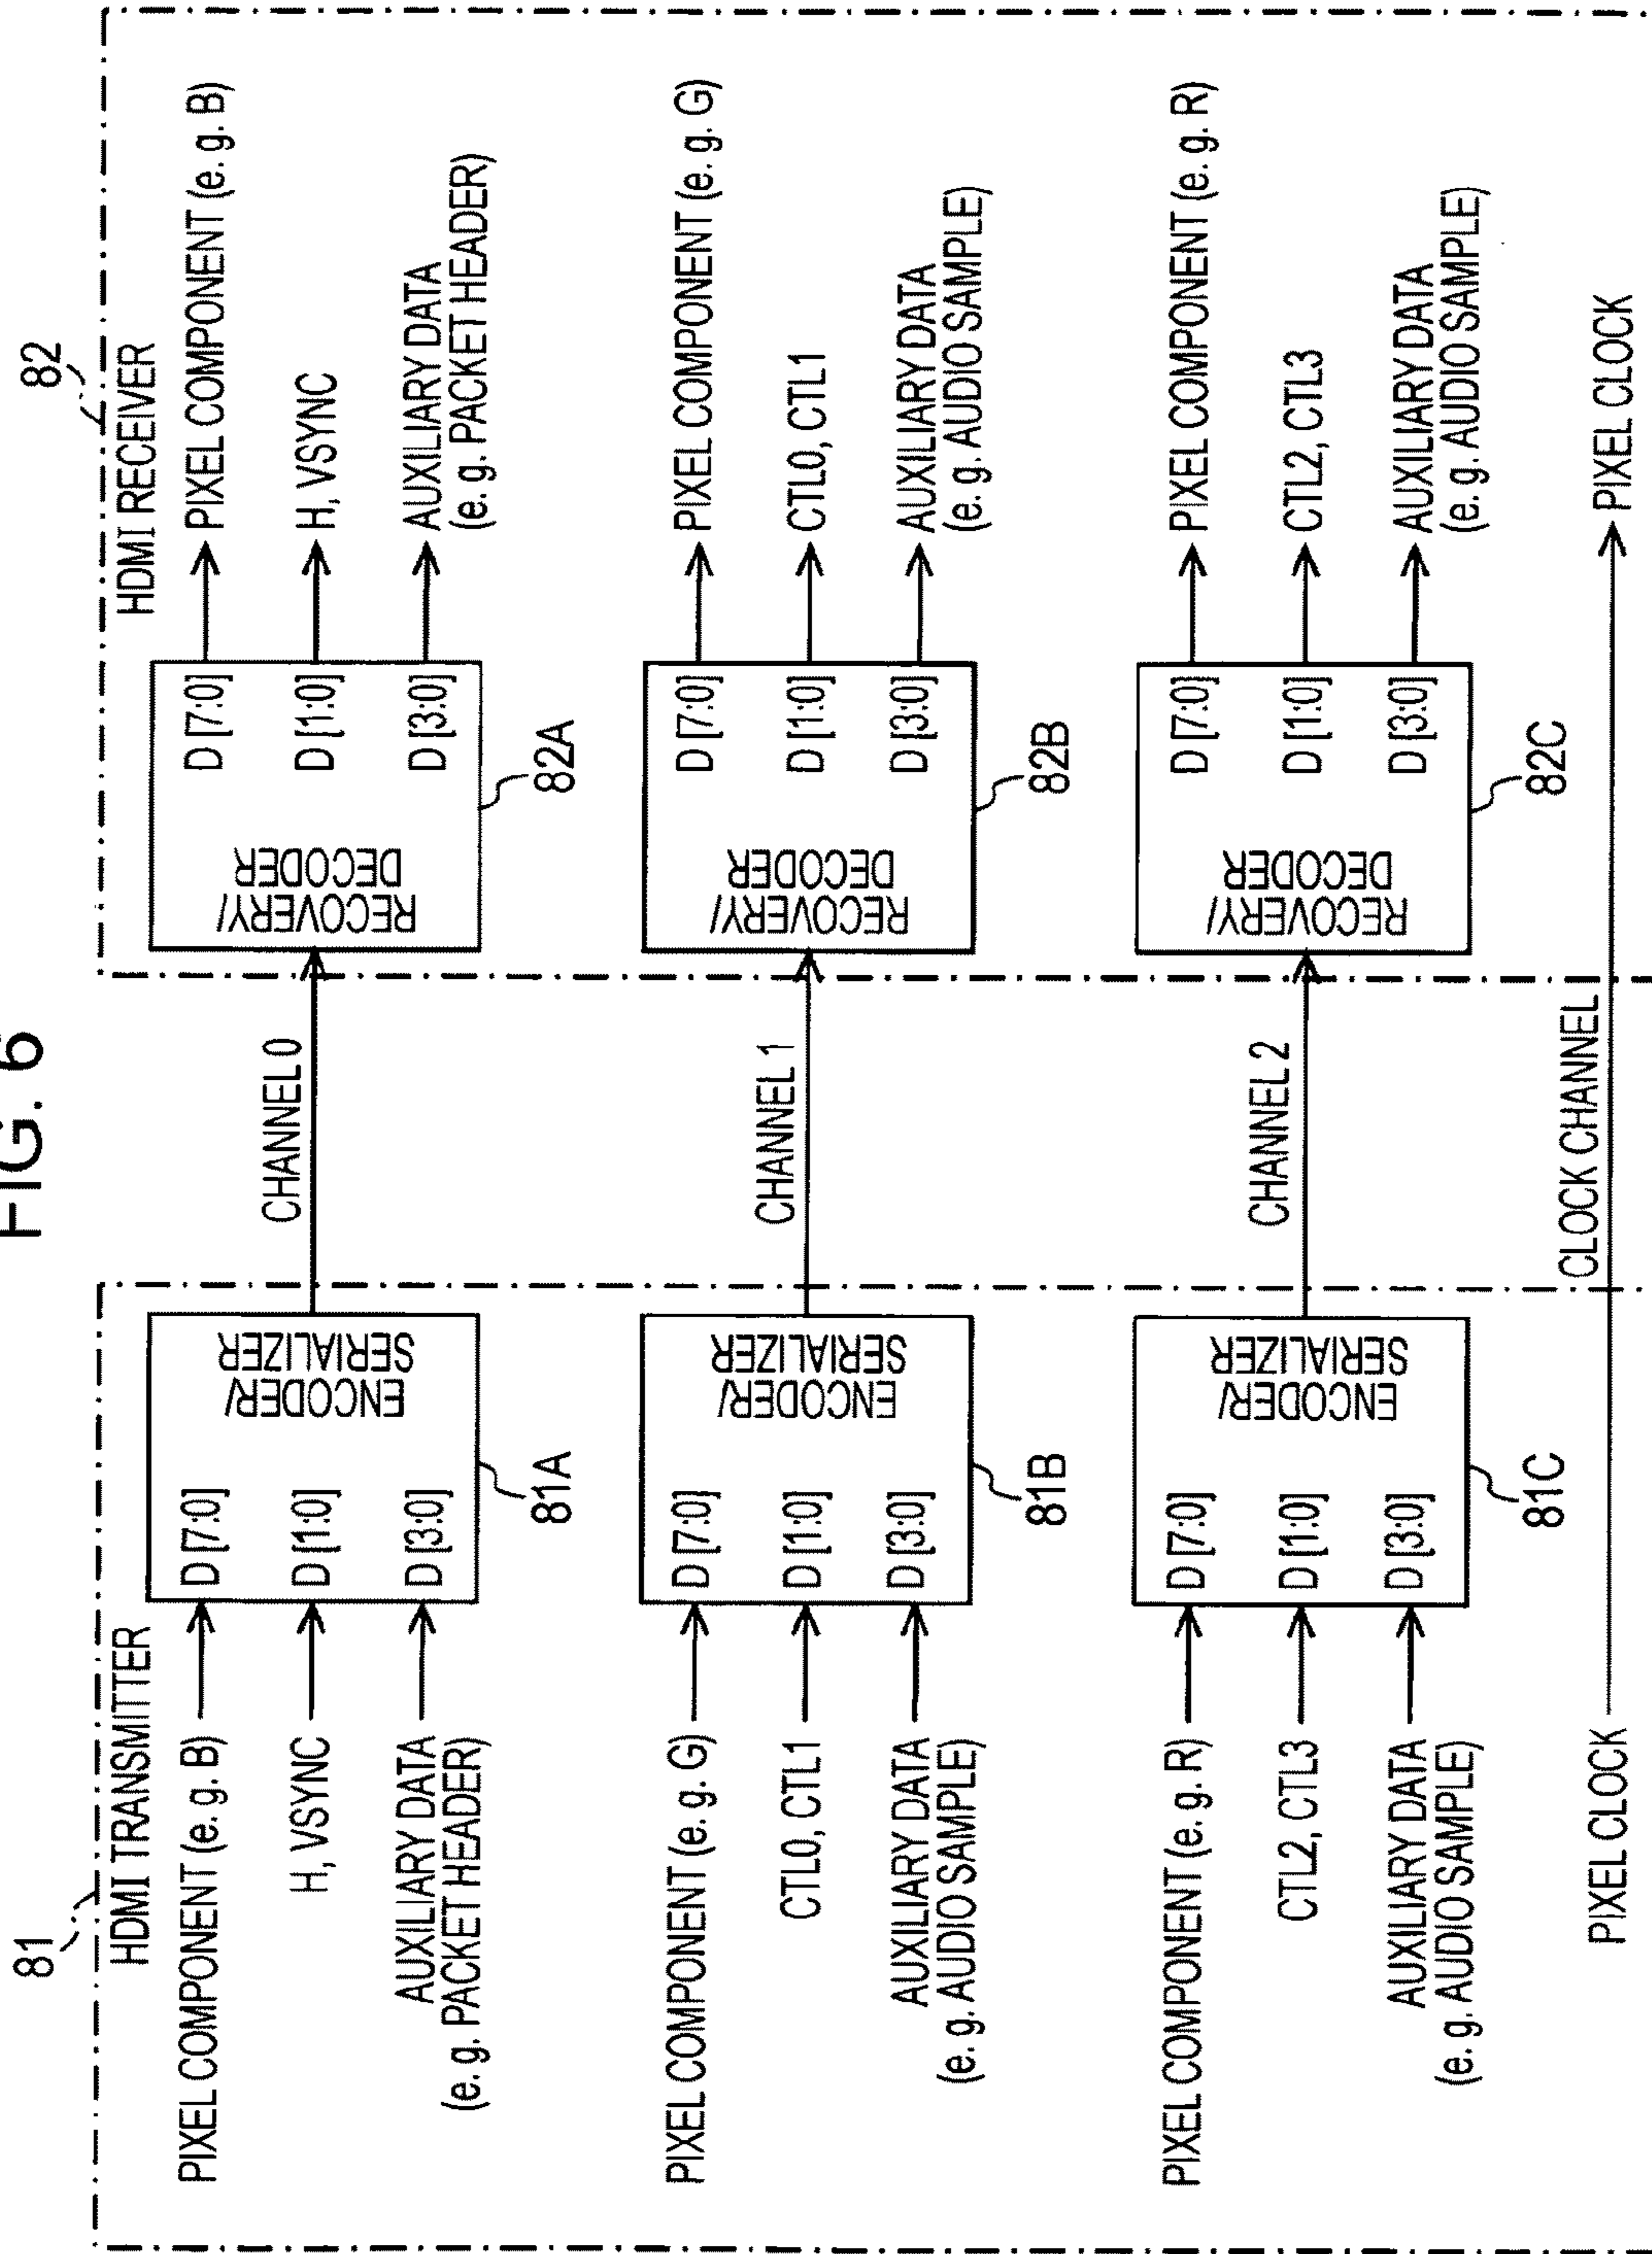 FIG. 6
81
HDMI TRANSMITTER
PIXEL COMPONENT (e. g. B)
H, VSYNC
AUXILIARY DATA
(e. g. PACKET HEADER)
D [7:0]
D [1:0]
D [3:0]
ENCODER/
SERIALIZER
81A
CHANNEL 0
82
HDMI RECEIVER
RECOVERY/
DECODER
D [7:0]
D [1:0]
D [3:0]
82A
PIXEL COMPONENT (e. g. B)
H, VSYNC
AUXILIARY DATA
(e. g. PACKET HEADER)
PIXEL COMPONENT (e. g. G)
CTL0, CTL1
AUXILIARY DATA
(e. g. AUDIO SAMPLE)
D [7:0]
D [1:0]
D [3:0]
ENCODER/
SERIALIZER
81B
CHANNEL 1
RECOVERY/
DECODER
D [7:0]
D [1:0]
D [3:0]
82B
PIXEL COMPONENT (e. g. G)
CTL0, CTL1
AUXILIARY DATA
(e. g. AUDIO SAMPLE)
PIXEL COMPONENT (e. g. R)
CTL2, CTL3
AUXILIARY DATA
(e. g. AUDIO SAMPLE)
D [7:0]
D [1:0]
D [3:0]
ENCODER/
SERIALIZER
81C
CHANNEL 2
RECOVERY/
DECODER
D [7:0]
D [1:0]
D [3:0]
82C
PIXEL COMPONENT (e. g. R)
CTL2, CTL3
AUXILIARY DATA
(e. g. AUDIO SAMPLE)
PIXEL CLOCK
CLOCK CHANNEL
PIXEL CLOCK